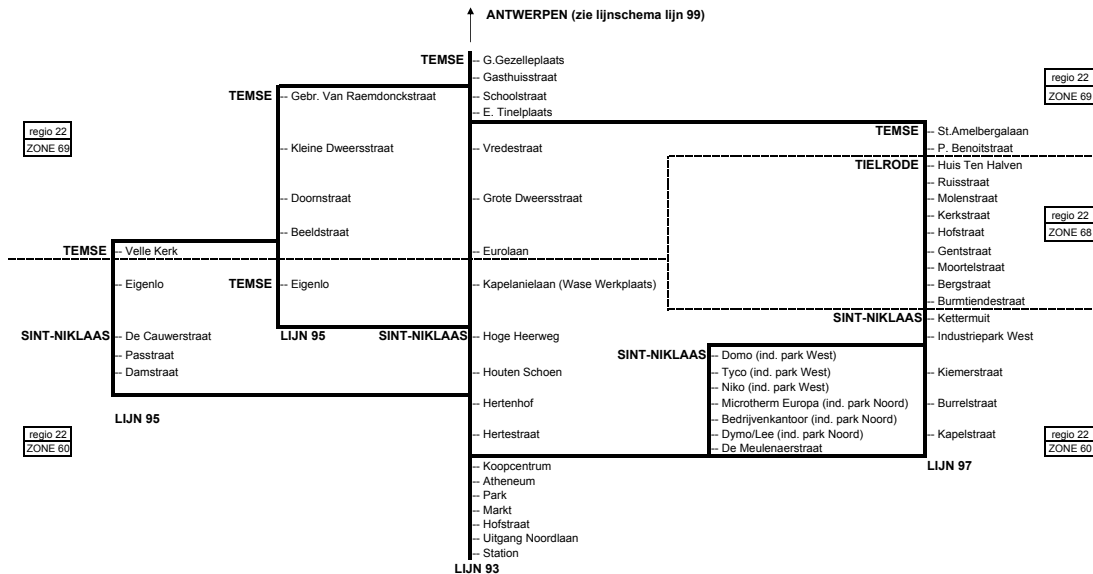 ANTWERPEN (zie lijnschema lijn 99)
TEMSE -- G.Gezelleplaats
-- Gasthuisstraat
-- Schoolstraat
-- E. Tinelplaats
-- Vredestraat
-- Grote Dweersstraat
-- Eurolaan
-- Kapelanielaan (Wase Werkplaats)
SINT-NIKLAAS -- Hoge Heerweg
-- Houten Schoen
-- Hertenhof
-- Hertestraat
-- Koopcentrum
-- Atheneum
-- Park
-- Markt
-- Hofstraat
-- Uitgang Noordlaan
-- Station
LIJN 93
TEMSE -- Gebr. Van Raemdonckstraat
-- Kleine Dweersstraat
-- Doornstraat
-- Beeldstraat
TEMSE -- Eigenlo
LIJN 95
regio 22
ZONE 69
TEMSE -- Velle Kerk
-- Eigenlo
SINT-NIKLAAS -- De Cauwerstraat
-- Passtraat
-- Damstraat
LIJN 95
regio 22
ZONE 60
TEMSE -- St.Amelbergalaan
-- P. Benoitstraat
TIELRODE -- Huis Ten Halven
-- Ruisstraat
-- Molenstraat
-- Kerkstraat
-- Hofstraat
-- Gentstraat
-- Moortelstraat
-- Bergstraat
-- Burmtiendestraat
SINT-NIKLAAS -- Kettermuit
-- Industriepark West
-- Kiemerstraat
-- Burrelstraat
-- Kapelstraat
LIJN 97
SINT-NIKLAAS -- Domo (ind. park West)
-- Tyco (ind. park West)
-- Niko (ind. park West)
-- Microtherm Europa (ind. park Noord)
-- Bedrijvenkantoor (ind. park Noord)
-- Dymo/Lee (ind. park Noord)
-- De Meulenaerstraat
regio 22
ZONE 69
regio 22
ZONE 68
regio 22
ZONE 60